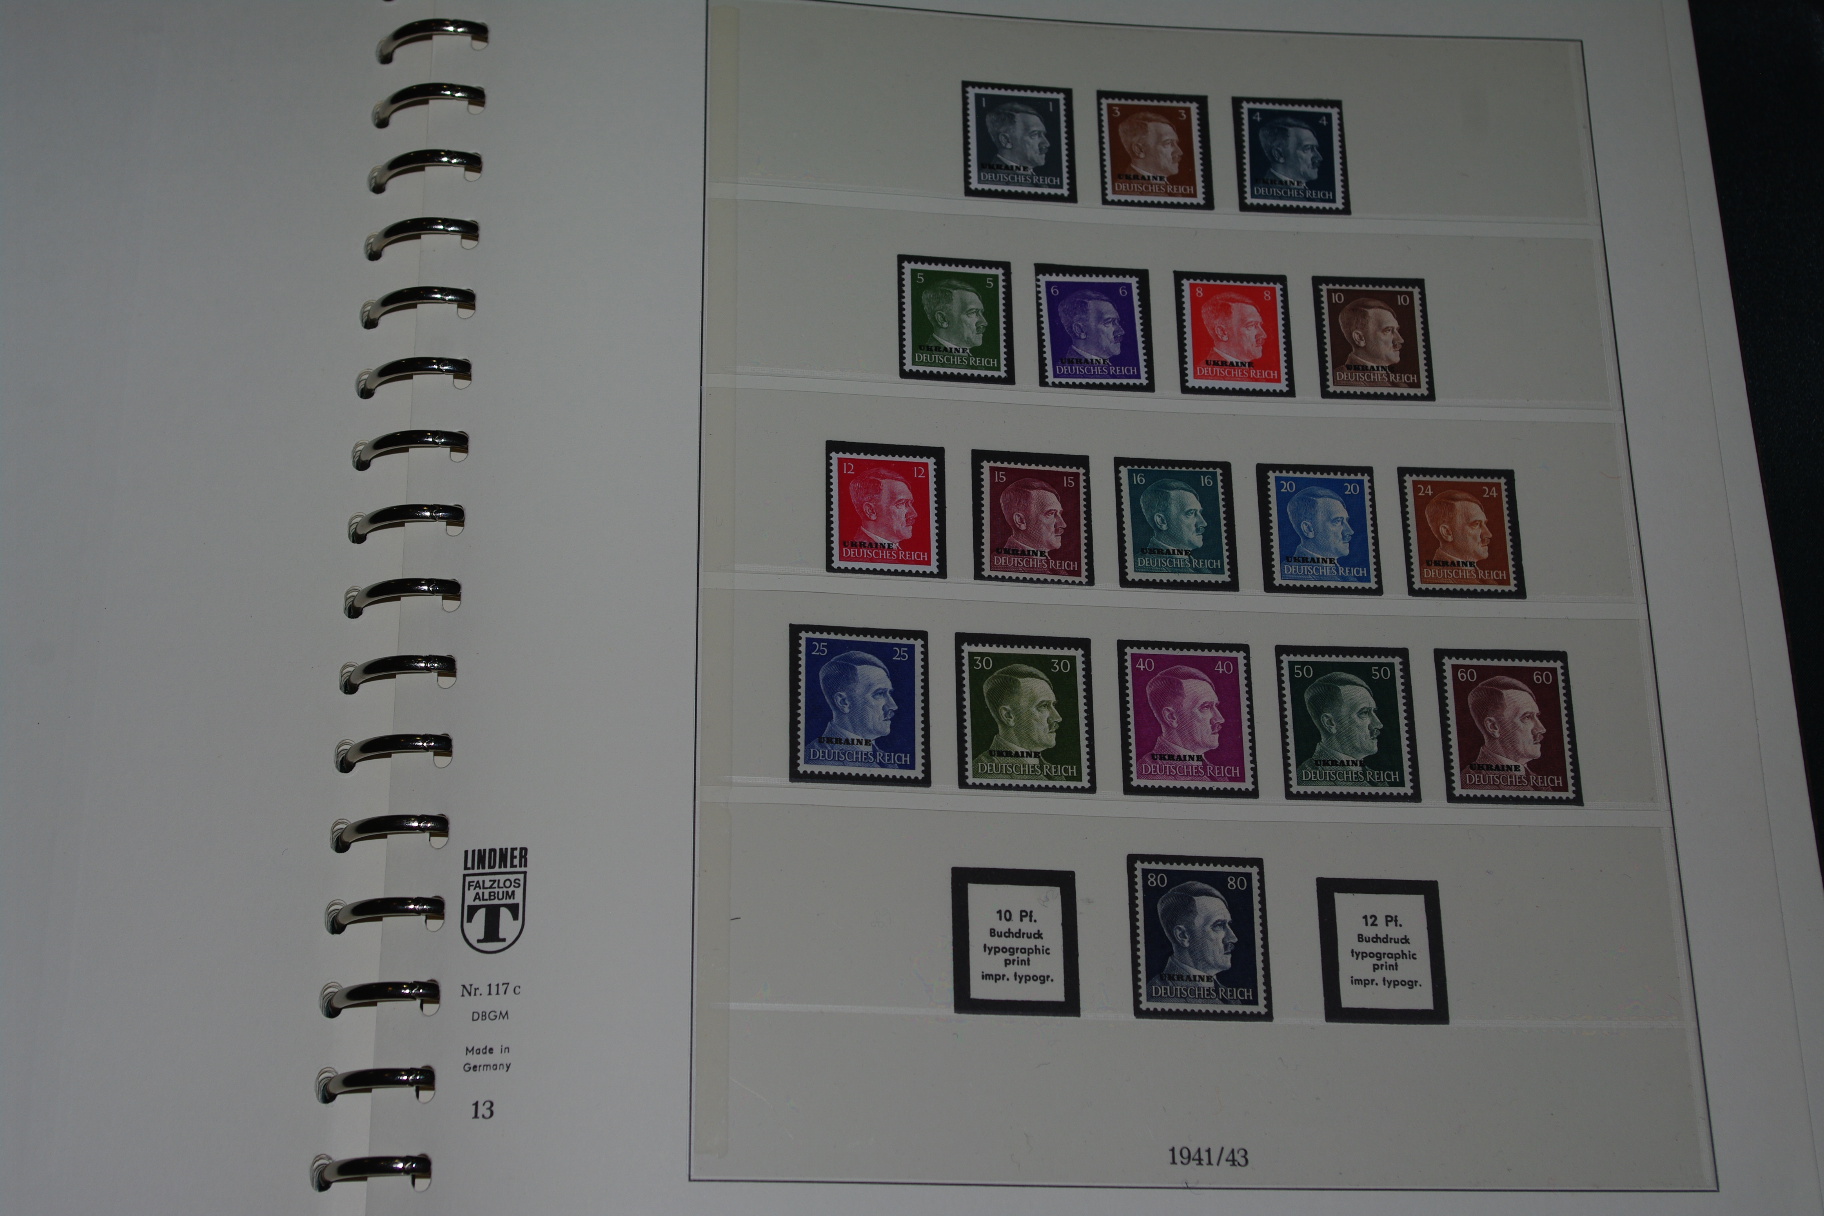 1 1
UKRAINE
DEUTSCHES REICH
3 3
UKRAINE
DEUTSCHES REICH
4 4
UKRAINE
DEUTSCHES REICH
5 5
UKRAINE
DEUTSCHES REICH
6 6
UKRAINE
DEUTSCHES REICH
8 8
UKRAINE
DEUTSCHES REICH
10 10
UKRAINE
DEUTSCHES REICH
12 12
UKRAINE
DEUTSCHES REICH
15 15
UKRAINE
DEUTSCHES REICH
16 16
UKRAINE
DEUTSCHES REICH
20 20
UKRAINE
DEUTSCHES REICH
24 24
UKRAINE
DEUTSCHES REICH
25 25
UKRAINE
DEUTSCHES REICH
30 30
UKRAINE
DEUTSCHES REICH
40 40
UKRAINE
DEUTSCHES REICH
50 50
UKRAINE
DEUTSCHES REICH
60 60
UKRAINE
DEUTSCHES REICH
10 Pf.
Buchdruck
typographic
print
impr. typogr.
80 80
UKRAINE
DEUTSCHES REICH
12 Pf.
Buchdruck
typographic
print
impr. typogr.
1941/43
LINDNER
FALZLOS
ALBUM
T
Nr. 117 c
DBGM
Made in
Germany
13